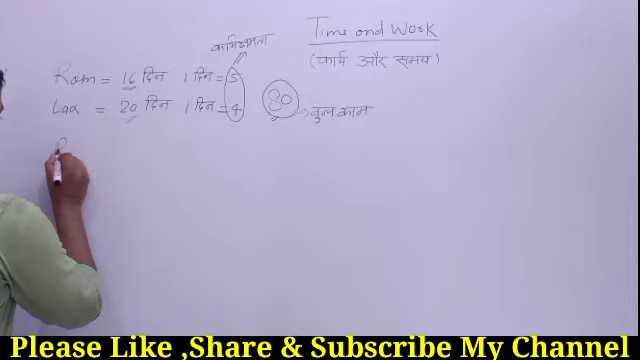 Time and Work
(कार्य और समय)
कार्यक्षमता
Ram = 16 दिन 1 दिन = 5
Lax = 20 दिन 1 दिन = 4
80 → कुल काम
R
Please Like ,Share & Subscribe My Channel